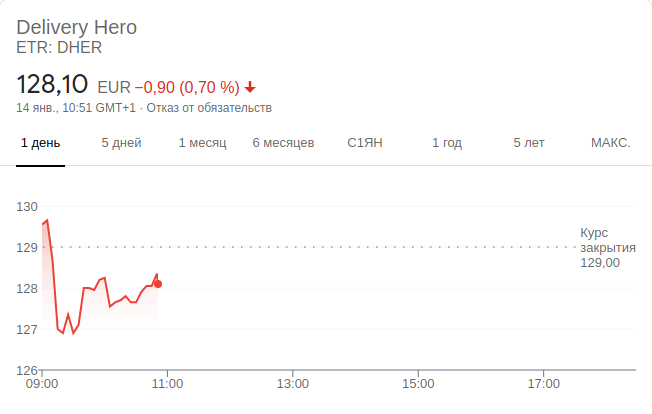 Delivery Hero
ETR: DHER
128,10 EUR −0,90 (0,70 %)
14 янв., 10:51 GMT+1 · Отказ от обязательств
1 день 5 дней 1 месяц 6 месяцев С1ЯН 1 год 5 лет МАКС.
130
129
128
127
126
Курс
закрытия
129,00
09:00 11:00 13:00 15:00 17:00